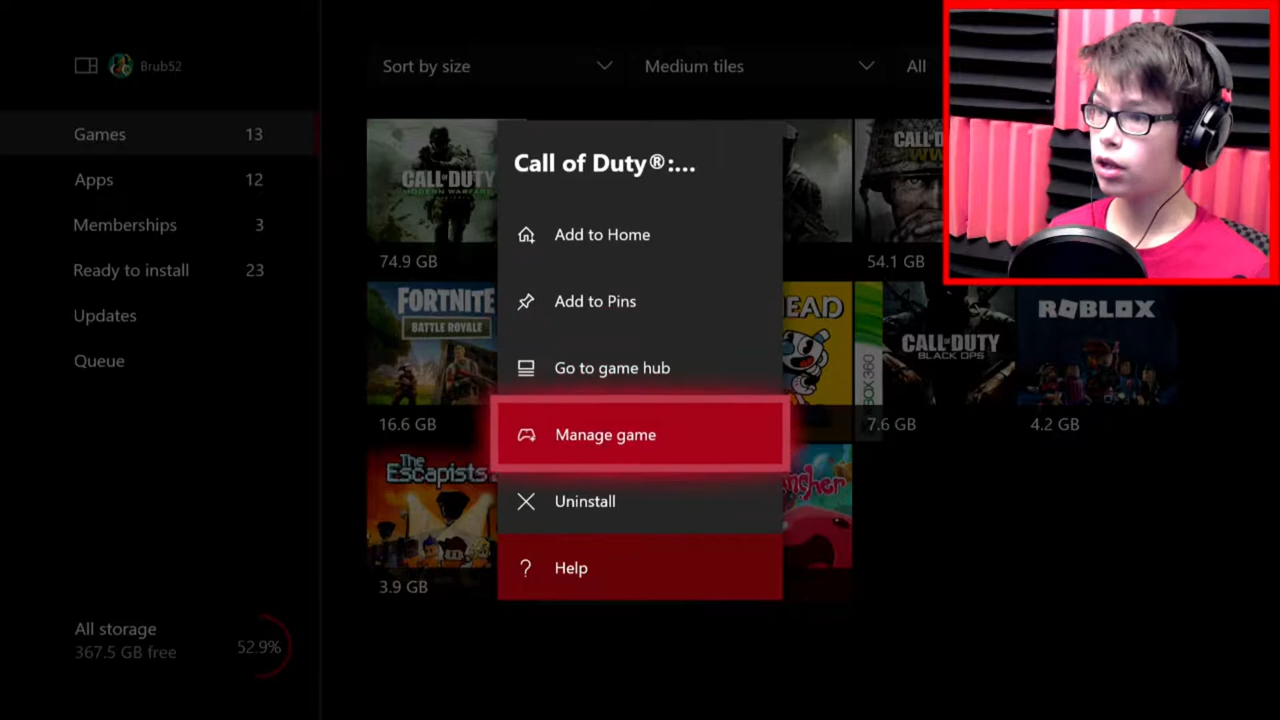 Brub52
Games 13
Apps 12
Memberships 3
Ready to install 23
Updates
Queue
All storage
367.5 GB free
52.9%
Sort by size
Medium tiles
All
CALL OF DUTY
MODERN WARFARE
74.9 GB
CALL
WW
54.1 GB
FORTNITE
BATTLE ROYALE
16.6 GB
EAD
XBOX 360
CALL OF DUTY
BLACK OPS
7.6 GB
ROBLOX
4.2 GB
The
Escapists
3.9 GB
ncher
Call of Duty®:...
Add to Home
Add to Pins
Go to game hub
Manage game
Uninstall
? Help